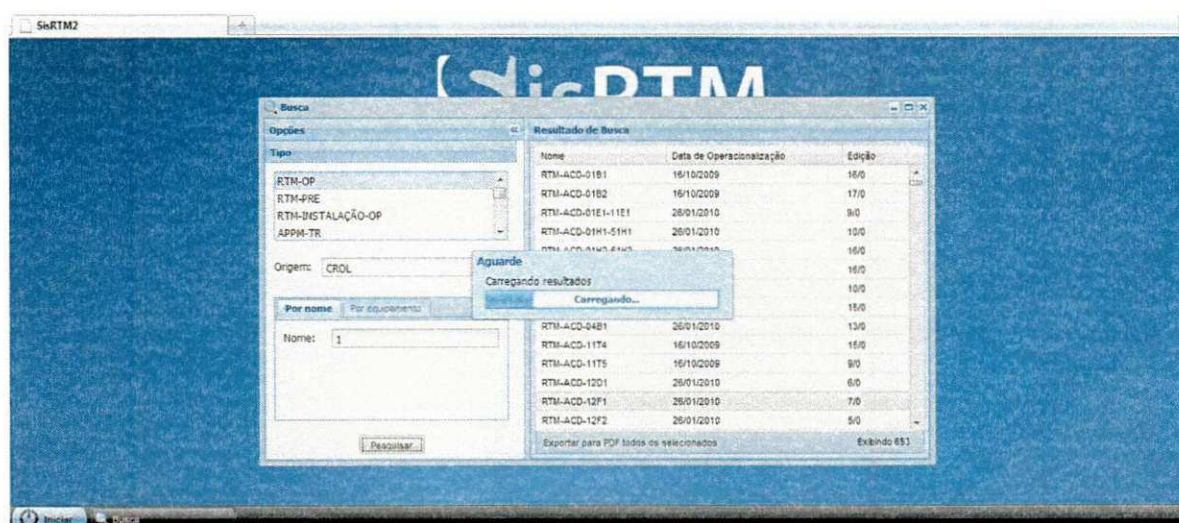 SisRTM2
SisRTM
Busca
Opções
Resultado de Busca
Tipo
Nome Data de Operacionalização Edição
RTM-OP
RTM-PRE
RTM-INSTALAÇÃO-OP
APPM-TR
RTM-ACD-01B1 16/10/2009 16/0
RTM-ACD-01B2 16/10/2009 17/0
RTM-ACD-01E1-11E1 26/01/2010 9/0
RTM-ACD-01H1-51H1 26/01/2010 10/0
16/0
Origem: CROL
16/0
10/0
15/0
Aguarde
Carregando resultados
Carregando...
Por nome Por equipamento
Nome: 1
RTM-ACD-04B1 26/01/2010 13/0
RTM-ACD-11T4 16/10/2009 15/0
RTM-ACD-11T5 16/10/2009 9/0
RTM-ACD-12D1 26/01/2010 6/0
RTM-ACD-12F1 26/01/2010 7/0
RTM-ACD-12F2 26/01/2010 5/0
Pesquisar
Exportar para PDF todos os selecionados Exibindo 653
Iniciar Busca